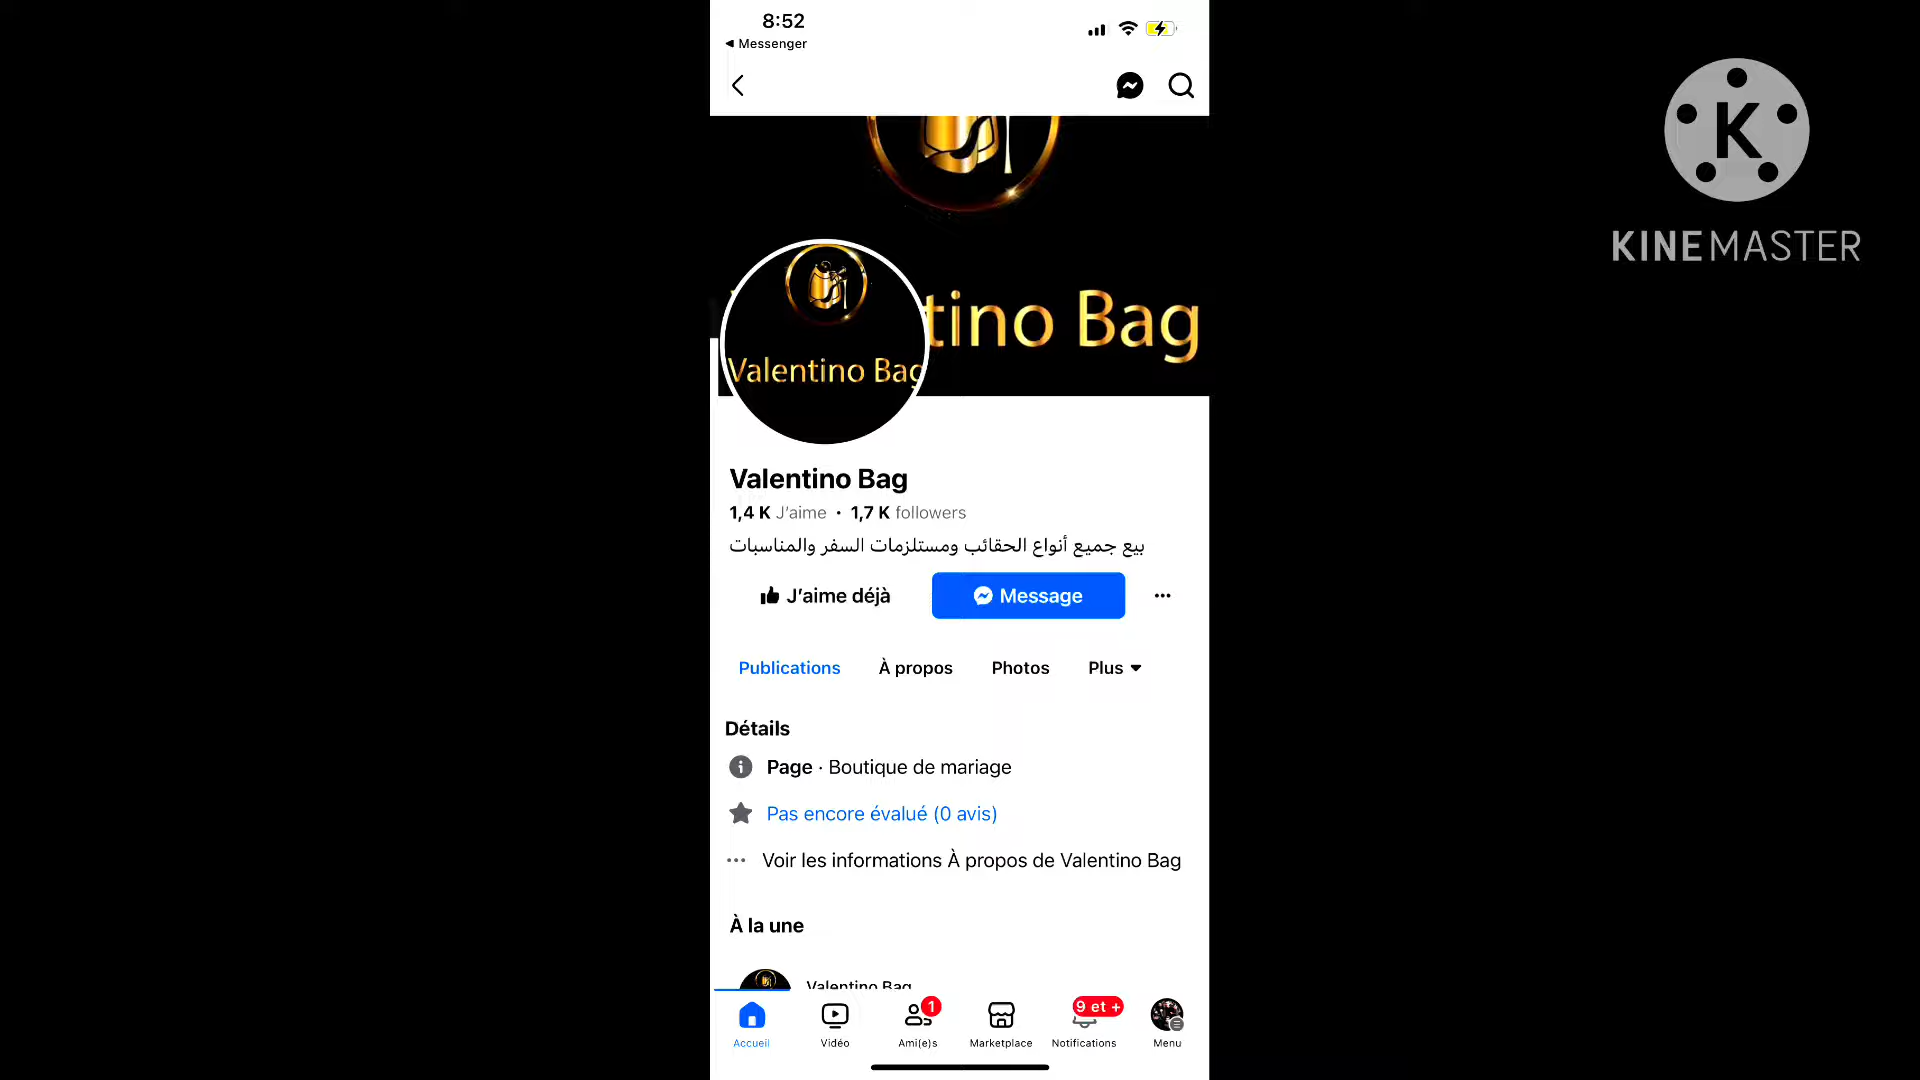 8:52
◀ Messenger
KINEMASTER
tino Bag
Valentino Bag
Valentino Bag
1,4 K J’aime • 1,7 K followers
بيع جميع أنواع الحقائب ومستلزمات السفر والمناسبات
J’aime déjà
Message
Publications
À propos
Photos
Plus
Détails
Page · Boutique de mariage
Pas encore évalué (0 avis)
Voir les informations À propos de Valentino Bag
À la une
Valentino Bag
1
9 et +
Accueil
Vidéo
Ami(e)s
Marketplace
Notifications
Menu